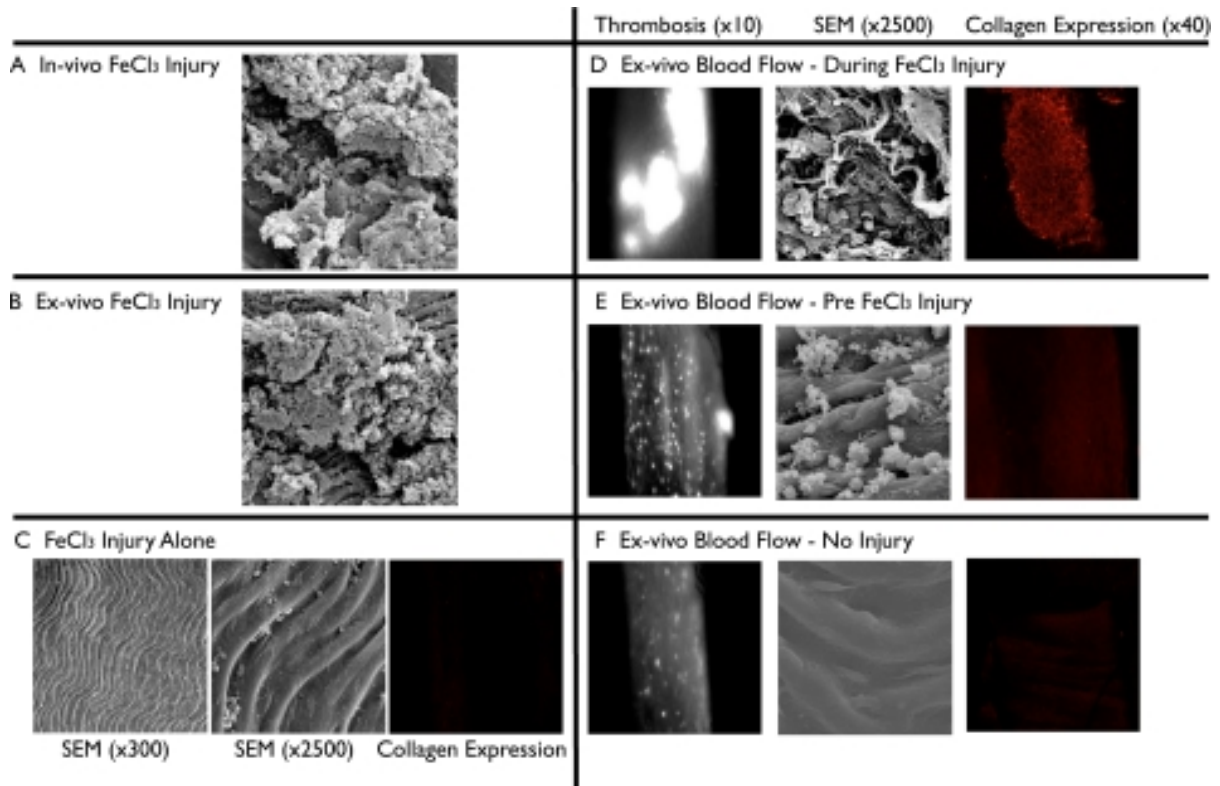 Thrombosis (x10) SEM (x2500) Collagen Expression (x40)
A In-vivo FeCl₃ Injury
D Ex-vivo Blood Flow - During FeCl₃ Injury
B Ex-vivo FeCl₃ Injury
E Ex-vivo Blood Flow - Pre FeCl₃ Injury
C FeCl₃ Injury Alone
F Ex-vivo Blood Flow - No Injury
SEM (x300) SEM (x2500) Collagen Expression